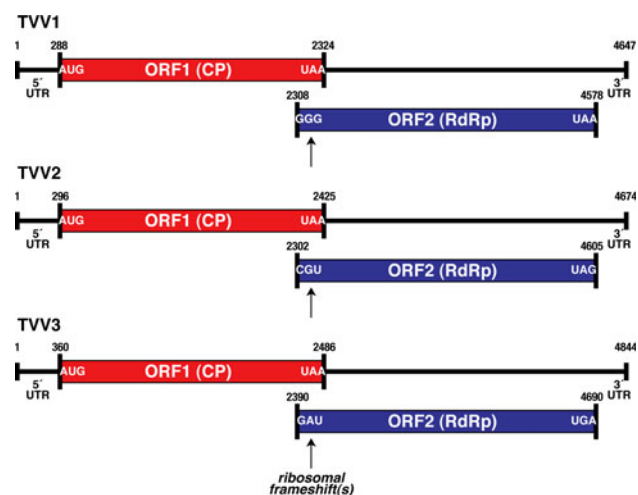 TVV1
1 288 2324 4647
AUG ORF1 (CP) UAA
5´ UTR 3´ UTR
2308 4578
GGG ORF2 (RdRp) UAA
TVV2
1 296 2425 4674
AUG ORF1 (CP) UAA
5´ UTR 3´ UTR
2302 4605
CGU ORF2 (RdRp) UAG
TVV3
1 360 2486 4844
AUG ORF1 (CP) UAA
5´ UTR 3´ UTR
2390 4690
GAU ORF2 (RdRp) UGA
ribosomal
frameshift(s)